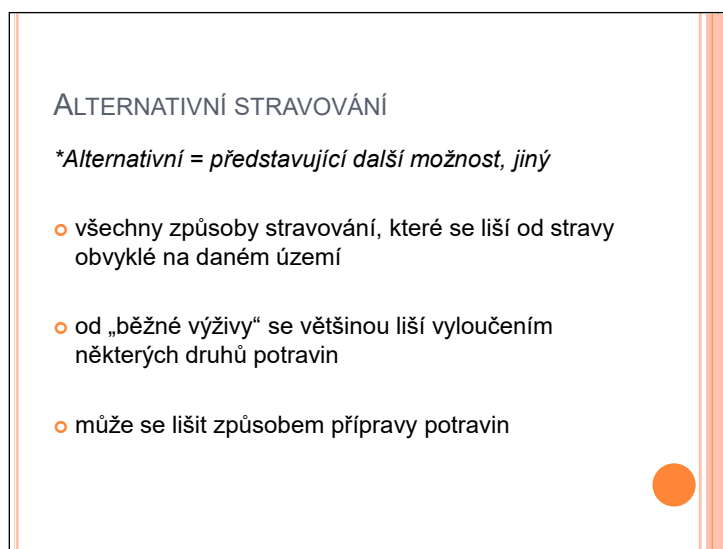 ALTERNATIVNÍ STRAVOVÁNÍ
*Alternativní = představující další možnost, jiný
všechny způsoby stravování, které se liší od stravy
obvyklé na daném území
od „běžné výživy“ se většinou liší vyloučením
některých druhů potravin
může se lišit způsobem přípravy potravin